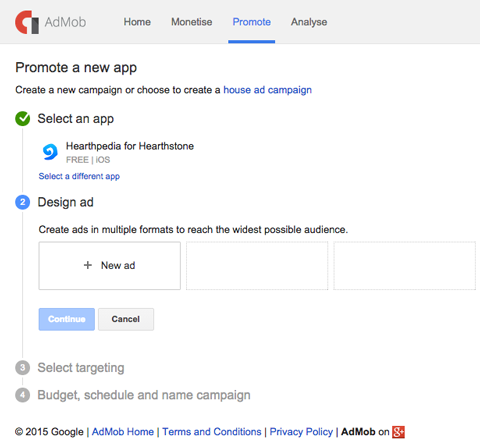 AdMob Home Monetise Promote Analyse
Promote a new app
Create a new campaign or choose to create a house ad campaign
Select an app
Hearthpedia for Hearthstone
FREE | iOS
Select a different app
2 Design ad
Create ads in multiple formats to reach the widest possible audience.
+ New ad
Continue Cancel
3 Select targeting
4 Budget, schedule and name campaign
© 2015 Google | AdMob Home | Terms and Conditions | Privacy Policy | AdMob on g+